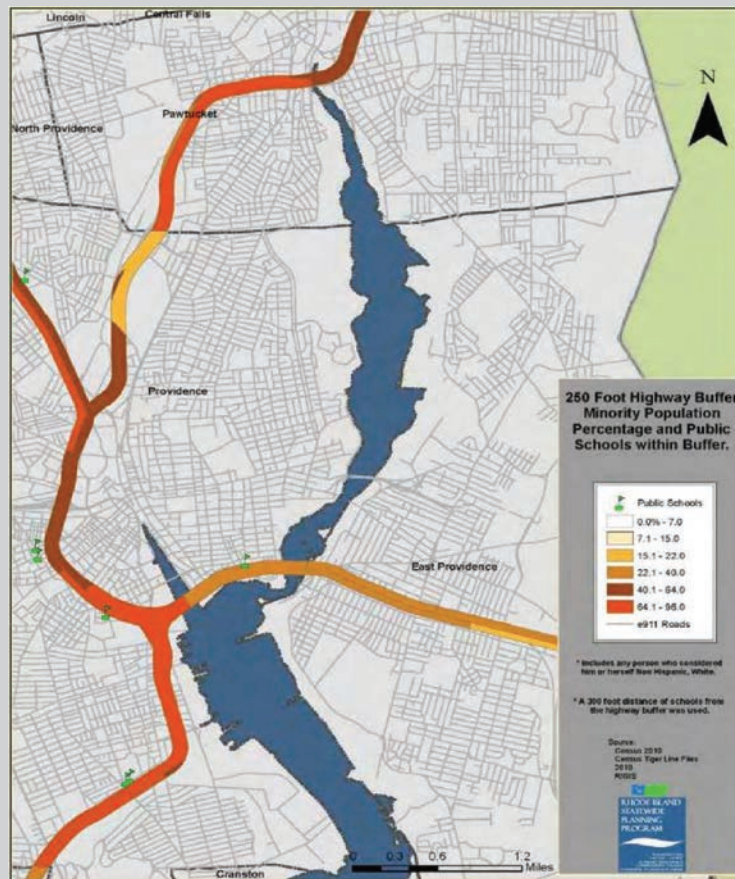 Lincoln
Central Falls
N
Pawtucket
North Providence
Providence
East Providence
Cranston
250 Foot Highway Buffer
Minority Population
Percentage and Public
Schools within Buffer.
Public Schools
0.0% - 7.0
7.1 - 15.0
15.1 - 22.0
22.1 - 40.0
40.1 - 64.0
64.1 - 96.0
e911 Roads
* Includes any person who considered
him or herself Non Hispanic, White.
* A 300 foot distance of schools from
the highway buffer was used.
Source:
Census 2010
Census Tiger Line Files
2010
RIGIS
RHODE ISLAND
STATEWIDE
PLANNING
PROGRAM
0 0.3 0.6 1.2
Miles